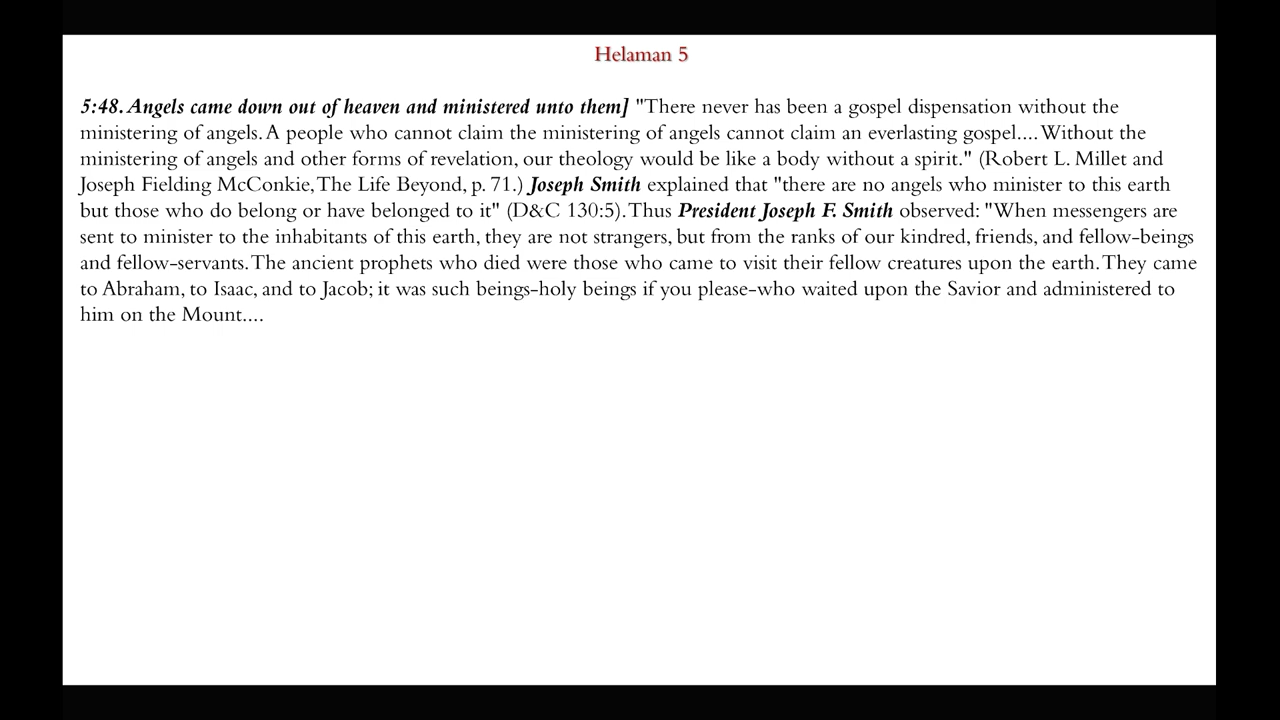 Helaman 5
5:48. Angels came down out of heaven and ministered unto them] "There never has been a gospel dispensation without the
ministering of angels. A people who cannot claim the ministering of angels cannot claim an everlasting gospel.... Without the
ministering of angels and other forms of revelation, our theology would be like a body without a spirit." (Robert L. Millet and
Joseph Fielding McConkie, The Life Beyond, p. 71.) Joseph Smith explained that "there are no angels who minister to this earth
but those who do belong or have belonged to it" (D&C 130:5). Thus President Joseph F. Smith observed: "When messengers are
sent to minister to the inhabitants of this earth, they are not strangers, but from the ranks of our kindred, friends, and fellow-beings
and fellow-servants. The ancient prophets who died were those who came to visit their fellow creatures upon the earth. They came
to Abraham, to Isaac, and to Jacob; it was such beings-holy beings if you please-who waited upon the Savior and administered to
him on the Mount....